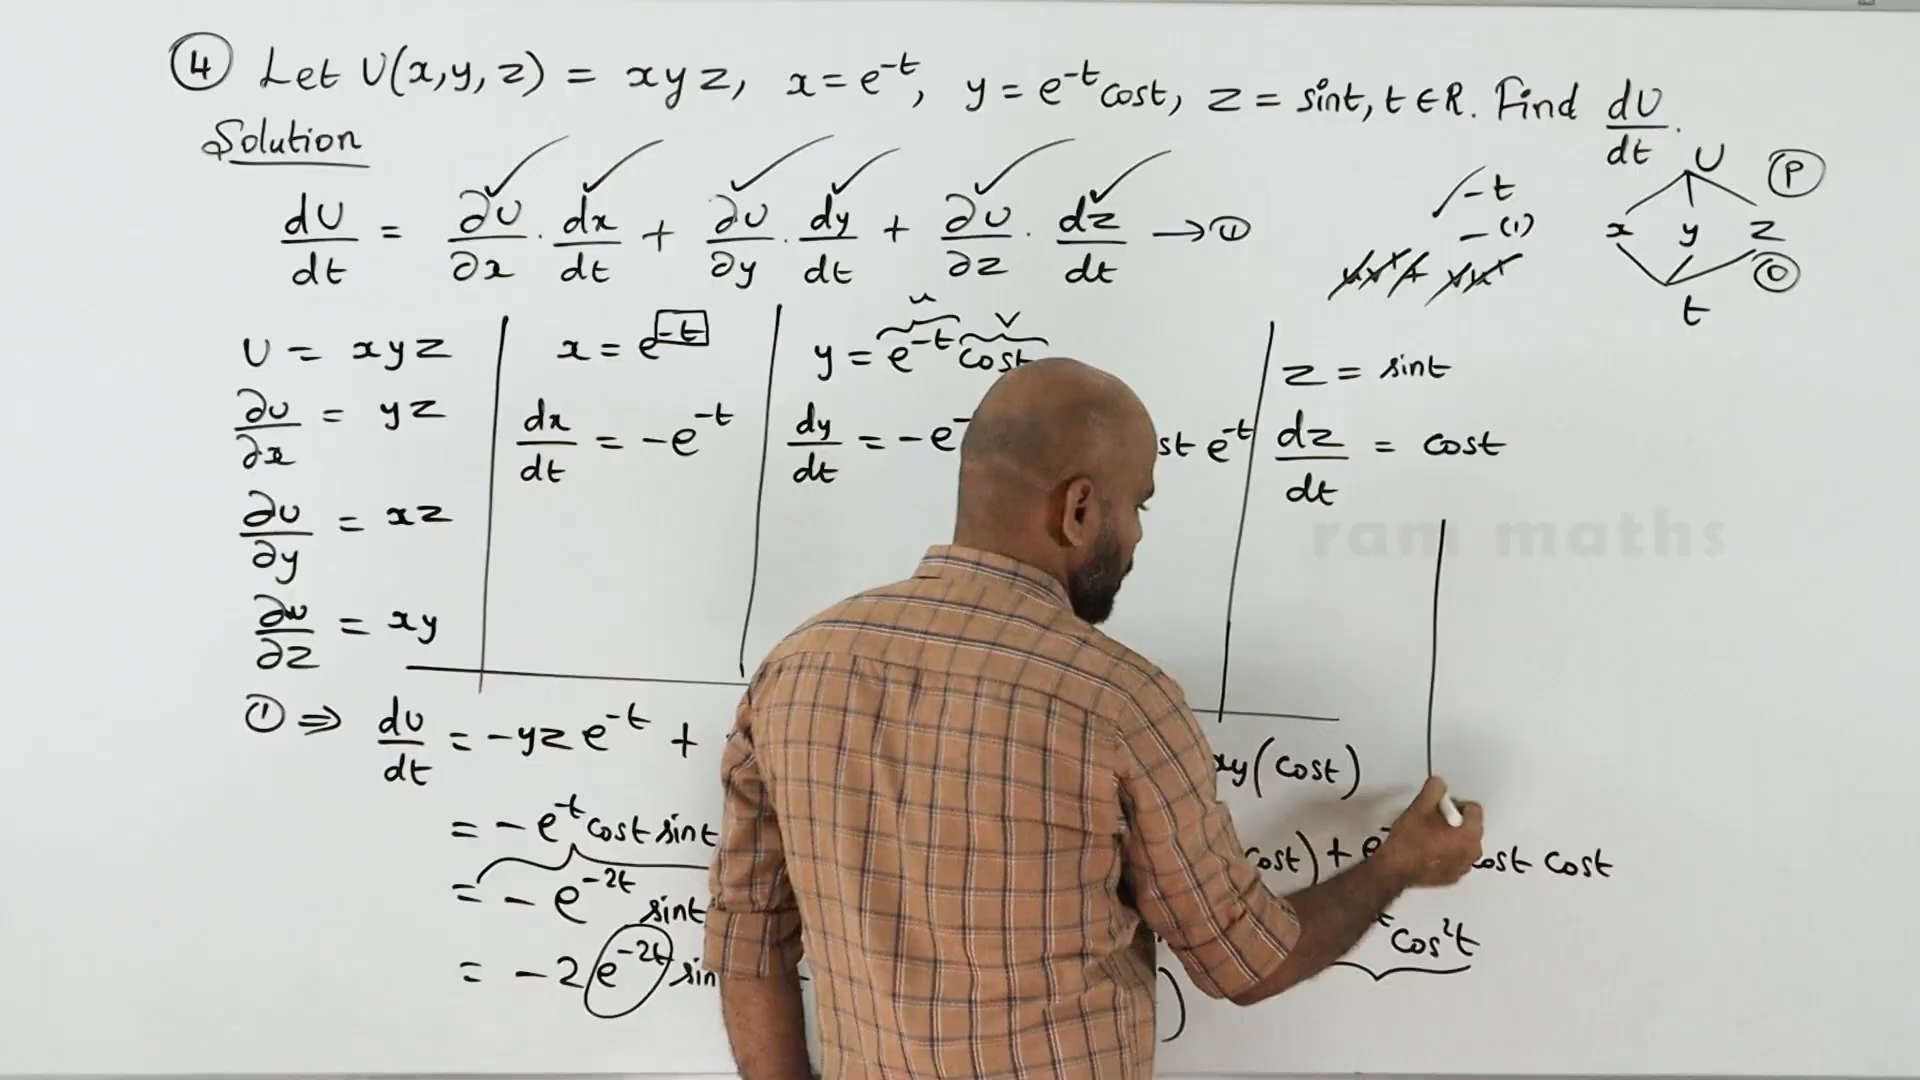 ④ Let U(x,y,z) = xyz, x = e^-t, y = e^-t cost, z = sint, t ∈ R. Find dU/dt.
Solution
dU/dt = ∂U/∂x · dx/dt + ∂U/∂y · dy/dt + ∂U/∂z · dz/dt → ①
-t
-(1)
U
P
x y z
O
t
U = xyz
∂U/∂x = yz
∂U/∂y = xz
∂U/∂z = xy
x = e^-t
dx/dt = -e^-t
u v
y = e^-t cost
dy/dt = -e st e^-t
z = sint
dz/dt = cost
ram maths
① ⇒ dU/dt = -yz e^-t + xy(cost)
= -e^-t cost sint cost) + e ost cost
= -e^-2t sint t cos²t
= -2 e^-2t sin )